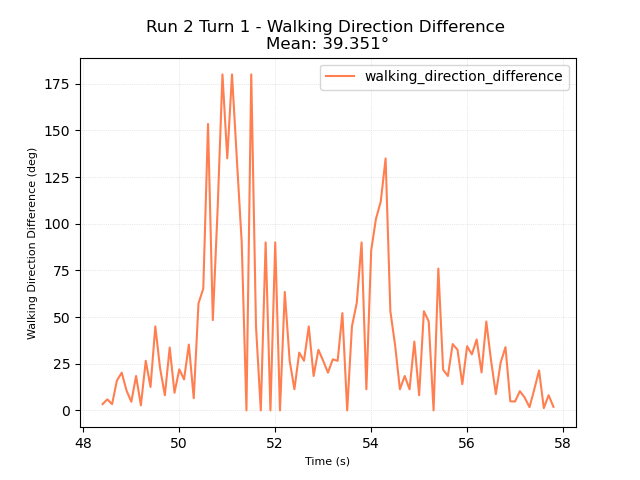 Run 2 Turn 1 - Walking Direction Difference
Mean: 39.351°
walking_direction_difference
Walking Direction Difference (deg)
175
150
125
100
75
50
25
0
48
50
52
54
56
58
Time (s)